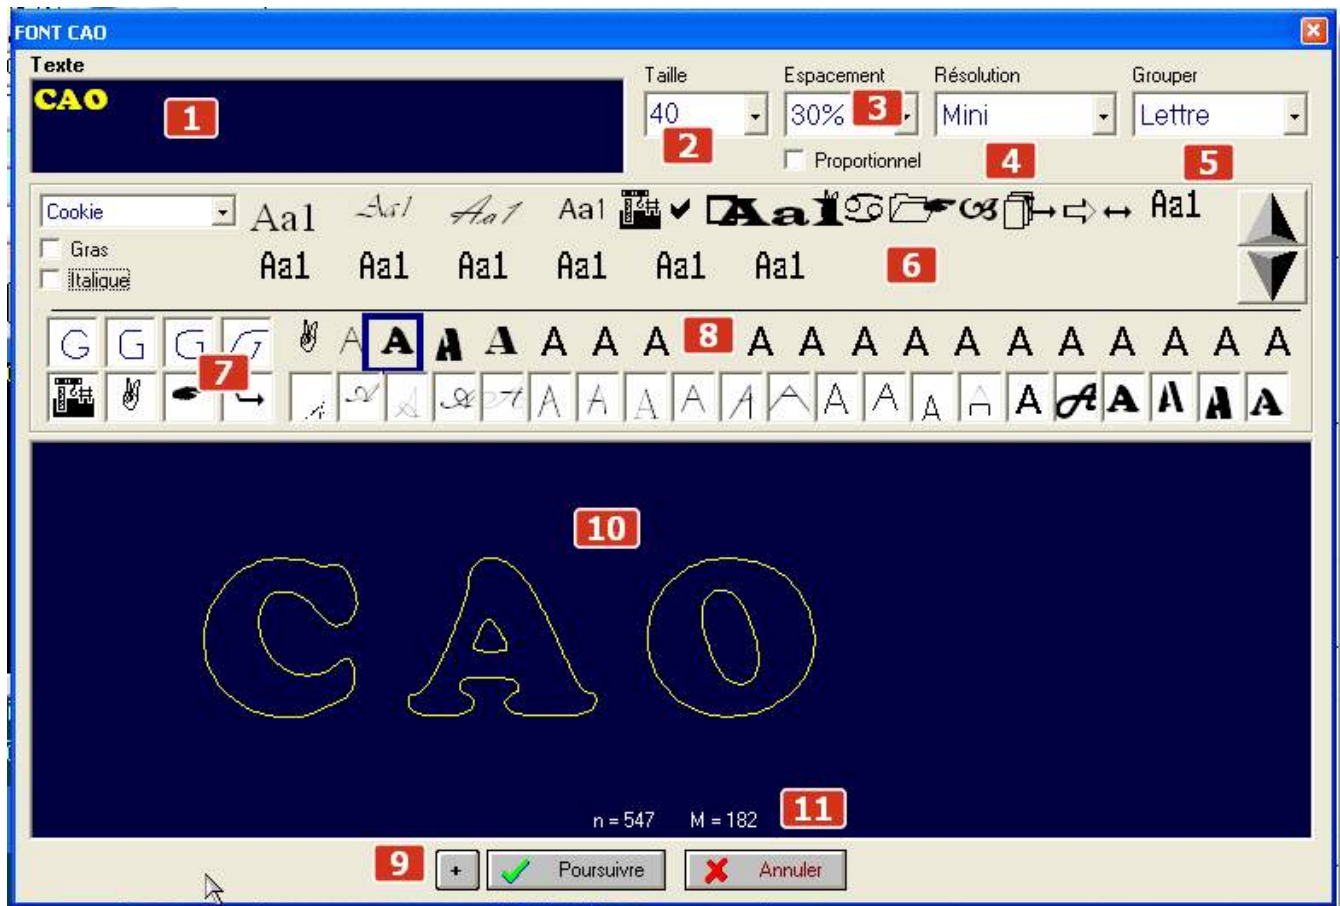 FONT CAO
Texte
Taille Espacement Résolution Grouper
CAO 1
40 2 30% 3 Mini 4 Lettre 5
Proportionnel
Cookie Aa1 Aa1 Aa1 Aa1 Aa1
Gras
Italique Aa1 Aa1 Aa1 Aa1 Aa1 Aa1 6
G G G G 7 A A A A A A A 8 A A A A A A A A A A A
A A A A A A A A A A A A A A A A A A A A
10
CAO
n = 547 M = 182 11
9 + Poursuivre Annuler